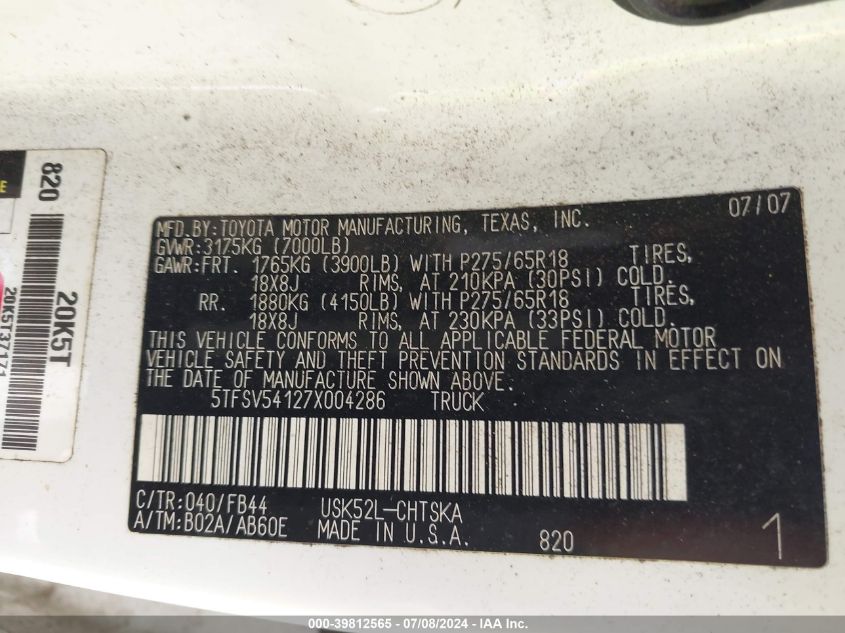 MFD.BY:TOYOTA MOTOR MANUFACTURING, TEXAS, INC. 07/07
GVWR:3175KG (7000LB)
GAWR:FRT. 1765KG (3900LB) WITH P275/65R18 TIRES,
18X8J RIMS, AT 210KPA (30PSI) COLD.
RR. 1880KG (4150LB) WITH P275/65R18 TIRES,
18X8J RIMS, AT 230KPA (33PSI) COLD.
THIS VEHICLE CONFORMS TO ALL APPLICABLE FEDERAL MOTOR
VEHICLE SAFETY AND THEFT PREVENTION STANDARDS IN EFFECT ON
THE DATE OF MANUFACTURE SHOWN ABOVE.
5TFSV54127X004286 TRUCK
C/TR:040/FB44 USK52L-CHTSKA
A/TM:B02A/AB60E MADE IN U.S.A. 820 1
820
20K5T
20K5T37171
000-39812565 - 07/08/2024 - IAA Inc.